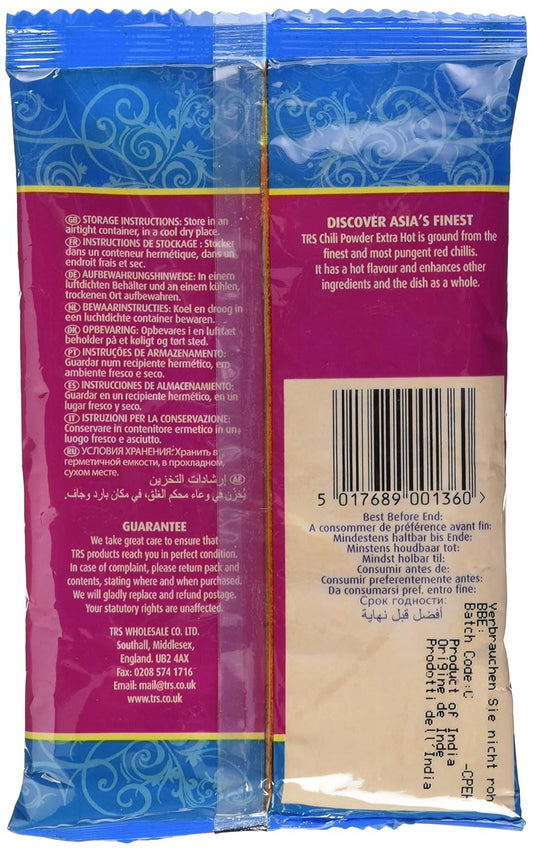 GB STORAGE INSTRUCTIONS: Store in an
airtight container, in a cool dry place.
FR INSTRUCTIONS DE STOCKAGE : Stocker
dans un conteneur hermétique, dans un
endroit frais et sec.
DE AUFBEWAHRUNGSHINWEISE: In einem
luftdichten Behälter und an einem kühlen,
trockenen Ort aufbewahren.
NL BEWAARINSTRUCTIES: Koel en droog in
een luchtdichte container bewaren.
DK OPBEVARING: Opbevares i en lufttæt
beholder på et køligt og tørt sted.
PT INSTRUÇÕES DE ARMAZENAMENTO:
Guardar num recipiente hermético, em
ambiente fresco e seco.
ES INSTRUCCIONES DE ALMACENAMIENTO:
Guardar en un recipiente hermético, en un
lugar fresco y seco.
IT ISTRUZIONI PER LA CONSERVAZIONE:
Conservare in contenitore ermetico in un
luogo fresco e asciutto.
RU УСЛОВИЯ ХРАНЕНИЯ: Хранить в
герметичной емкости, в прохладном,
сухом месте.
AE إرشادات التخزين
يُخزن في وعاء محكم الغلق، في مكان بارد وجاف.
GUARANTEE
We take great care to ensure that
TRS products reach you in perfect condition.
In case of complaint, please return pack and
contents, stating where and when purchased.
We will gladly replace and refund postage.
Your statutory rights are unaffected.
TRS WHOLESALE CO. LTD.
Southall, Middlesex,
England. UB2 4AX
Fax: 0208 574 1716
Email: mail@trs.co.uk
www.trs.co.uk
DISCOVER ASIA'S FINEST
TRS Chili Powder Extra Hot is ground from the
finest and most pungent red chillis.
It has a hot flavour and enhances other
ingredients and the dish as a whole.
5 017689 001360 >
Best Before End:
A consommer de préférence avant fin:
Mindestens haltbar bis Ende:
Minstens houdbaar tot:
Mindst holbar til:
Consumir antes de:
Consumir preferentemente antes:
Da consumarsi pref. entro fine:
Срок годности:
أفضل قبل نهاية
Verbrauchen Sie nicht roh
BBE:
Batch Code: -CPEH
Product of India
Origine de Inde
Prodotti dell'India